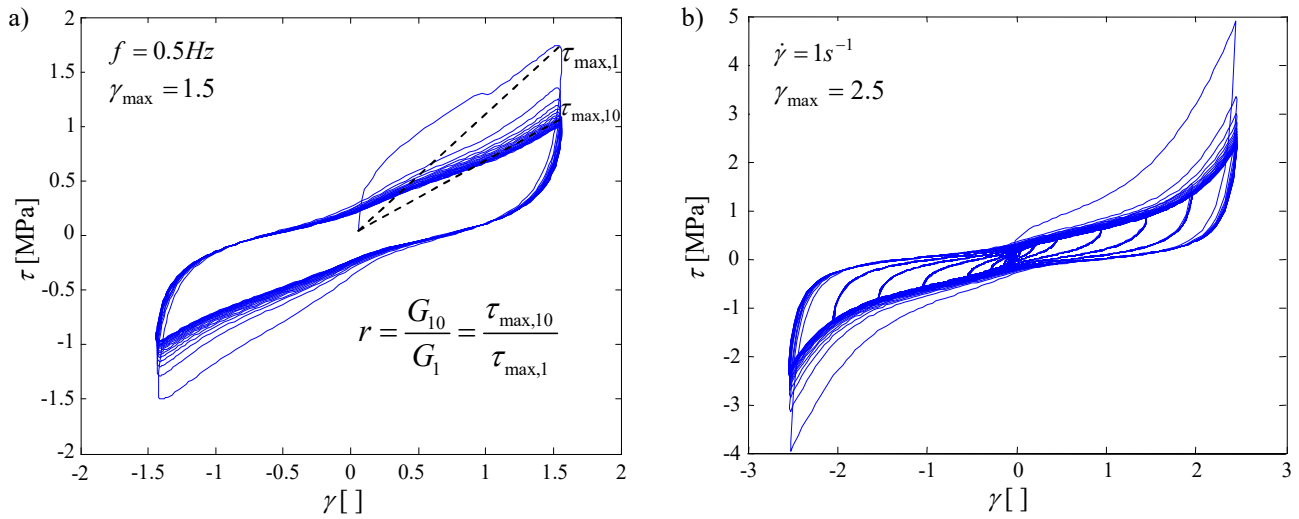 a)
f = 0.5Hz
γmax = 1.5
τmax,1
τmax,10
r = G10/G1 = τmax,10/τmax,1
τ [MPa]
2
1.5
1
0.5
0
-0.5
-1
-1.5
-2
-2 -1.5 -1 -0.5 0 0.5 1 1.5 2
γ[ ]
b)
γ̇ = 1s⁻¹
γmax = 2.5
τ [MPa]
5
4
3
2
1
0
-1
-2
-3
-4
-3 -2 -1 0 1 2 3
γ[ ]